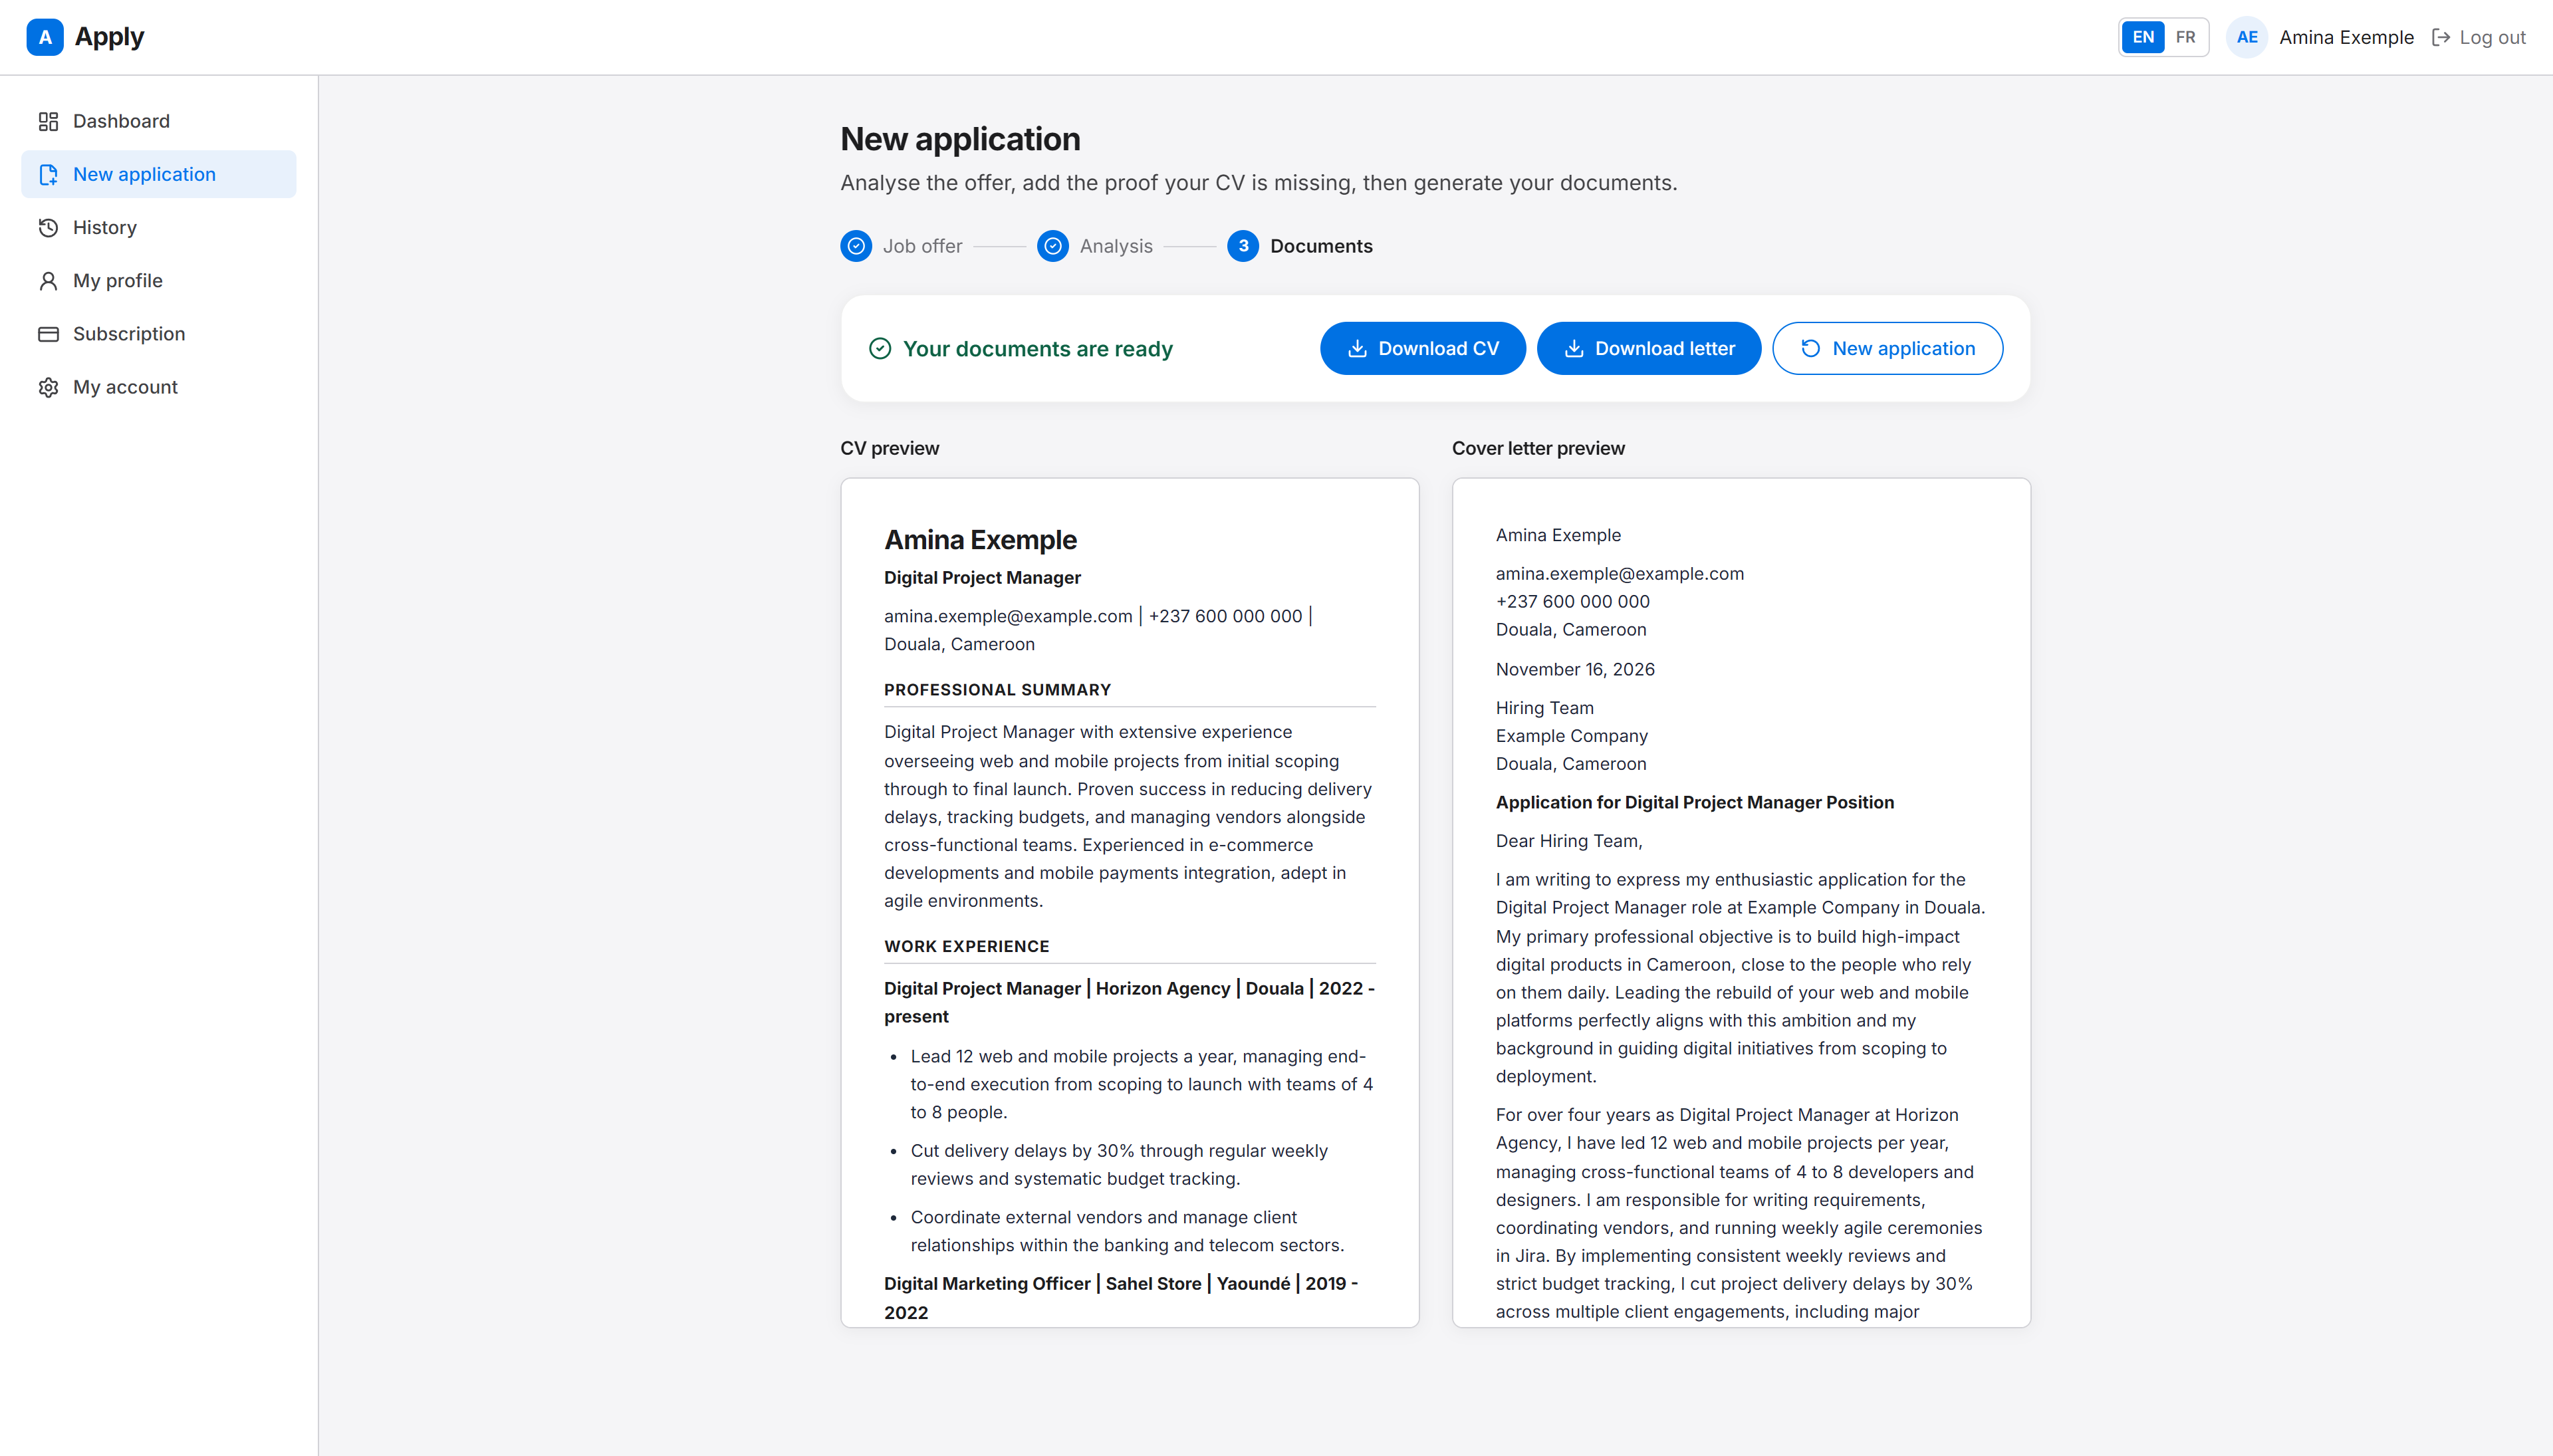 A Apply
EN FR AE Amina Exemple Log out
Dashboard
New application
History
My profile
Subscription
My account
New application
Analyse the offer, add the proof your CV is missing, then generate your documents.
Job offer Analysis 3 Documents
Your documents are ready
Download CV Download letter New application
CV preview
Amina Exemple
Digital Project Manager
amina.exemple@example.com | +237 600 000 000 |
Douala, Cameroon
PROFESSIONAL SUMMARY
Digital Project Manager with extensive experience
overseeing web and mobile projects from initial scoping
through to final launch. Proven success in reducing delivery
delays, tracking budgets, and managing vendors alongside
cross-functional teams. Experienced in e-commerce
developments and mobile payments integration, adept in
agile environments.
WORK EXPERIENCE
Digital Project Manager | Horizon Agency | Douala | 2022 -
present
• Lead 12 web and mobile projects a year, managing end-
to-end execution from scoping to launch with teams of 4
to 8 people.
• Cut delivery delays by 30% through regular weekly
reviews and systematic budget tracking.
• Coordinate external vendors and manage client
relationships within the banking and telecom sectors.
Digital Marketing Officer | Sahel Store | Yaoundé | 2019 -
2022
Cover letter preview
Amina Exemple
amina.exemple@example.com
+237 600 000 000
Douala, Cameroon
November 16, 2026
Hiring Team
Example Company
Douala, Cameroon
Application for Digital Project Manager Position
Dear Hiring Team,
I am writing to express my enthusiastic application for the
Digital Project Manager role at Example Company in Douala.
My primary professional objective is to build high-impact
digital products in Cameroon, close to the people who rely
on them daily. Leading the rebuild of your web and mobile
platforms perfectly aligns with this ambition and my
background in guiding digital initiatives from scoping to
deployment.
For over four years as Digital Project Manager at Horizon
Agency, I have led 12 web and mobile projects per year,
managing cross-functional teams of 4 to 8 developers and
designers. I am responsible for writing requirements,
coordinating vendors, and running weekly agile ceremonies
in Jira. By implementing consistent weekly reviews and
strict budget tracking, I cut project delivery delays by 30%
across multiple client engagements, including major